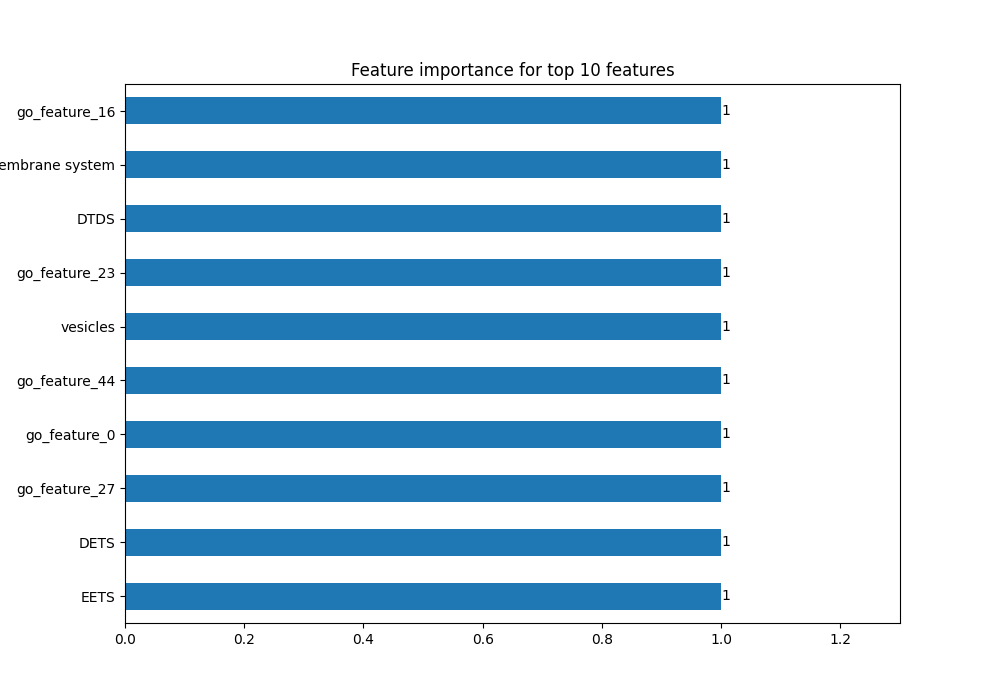 Feature importance for top 10 features
go_feature_16
1
embrane system
1
DTDS
1
go_feature_23
1
vesicles
1
go_feature_44
1
go_feature_0
1
go_feature_27
1
DETS
1
EETS
1
0.0 0.2 0.4 0.6 0.8 1.0 1.2